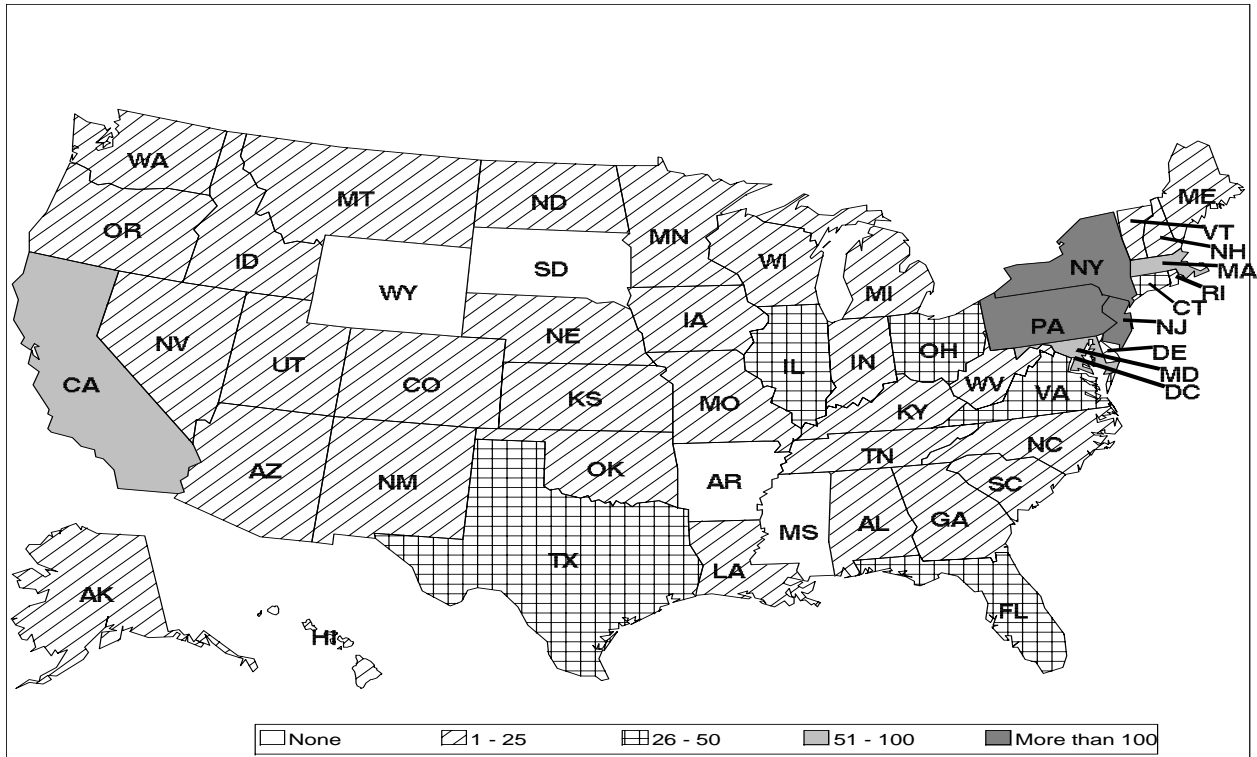 WA
MT
ND
ME
OR
MN
VT
ID
SD
WI
NH
WY
NY
MA
MI
RI
CT
NV
NE
IA
PA
NJ
UT
CO
IL
IN
OH
DE
CA
MD
KS
MO
WV
VA
DC
KY
NC
AZ
NM
OK
AR
TN
SC
MS
AL
GA
TX
LA
AK
FL
HI
None
1 - 25
26 - 50
51 - 100
More than 100